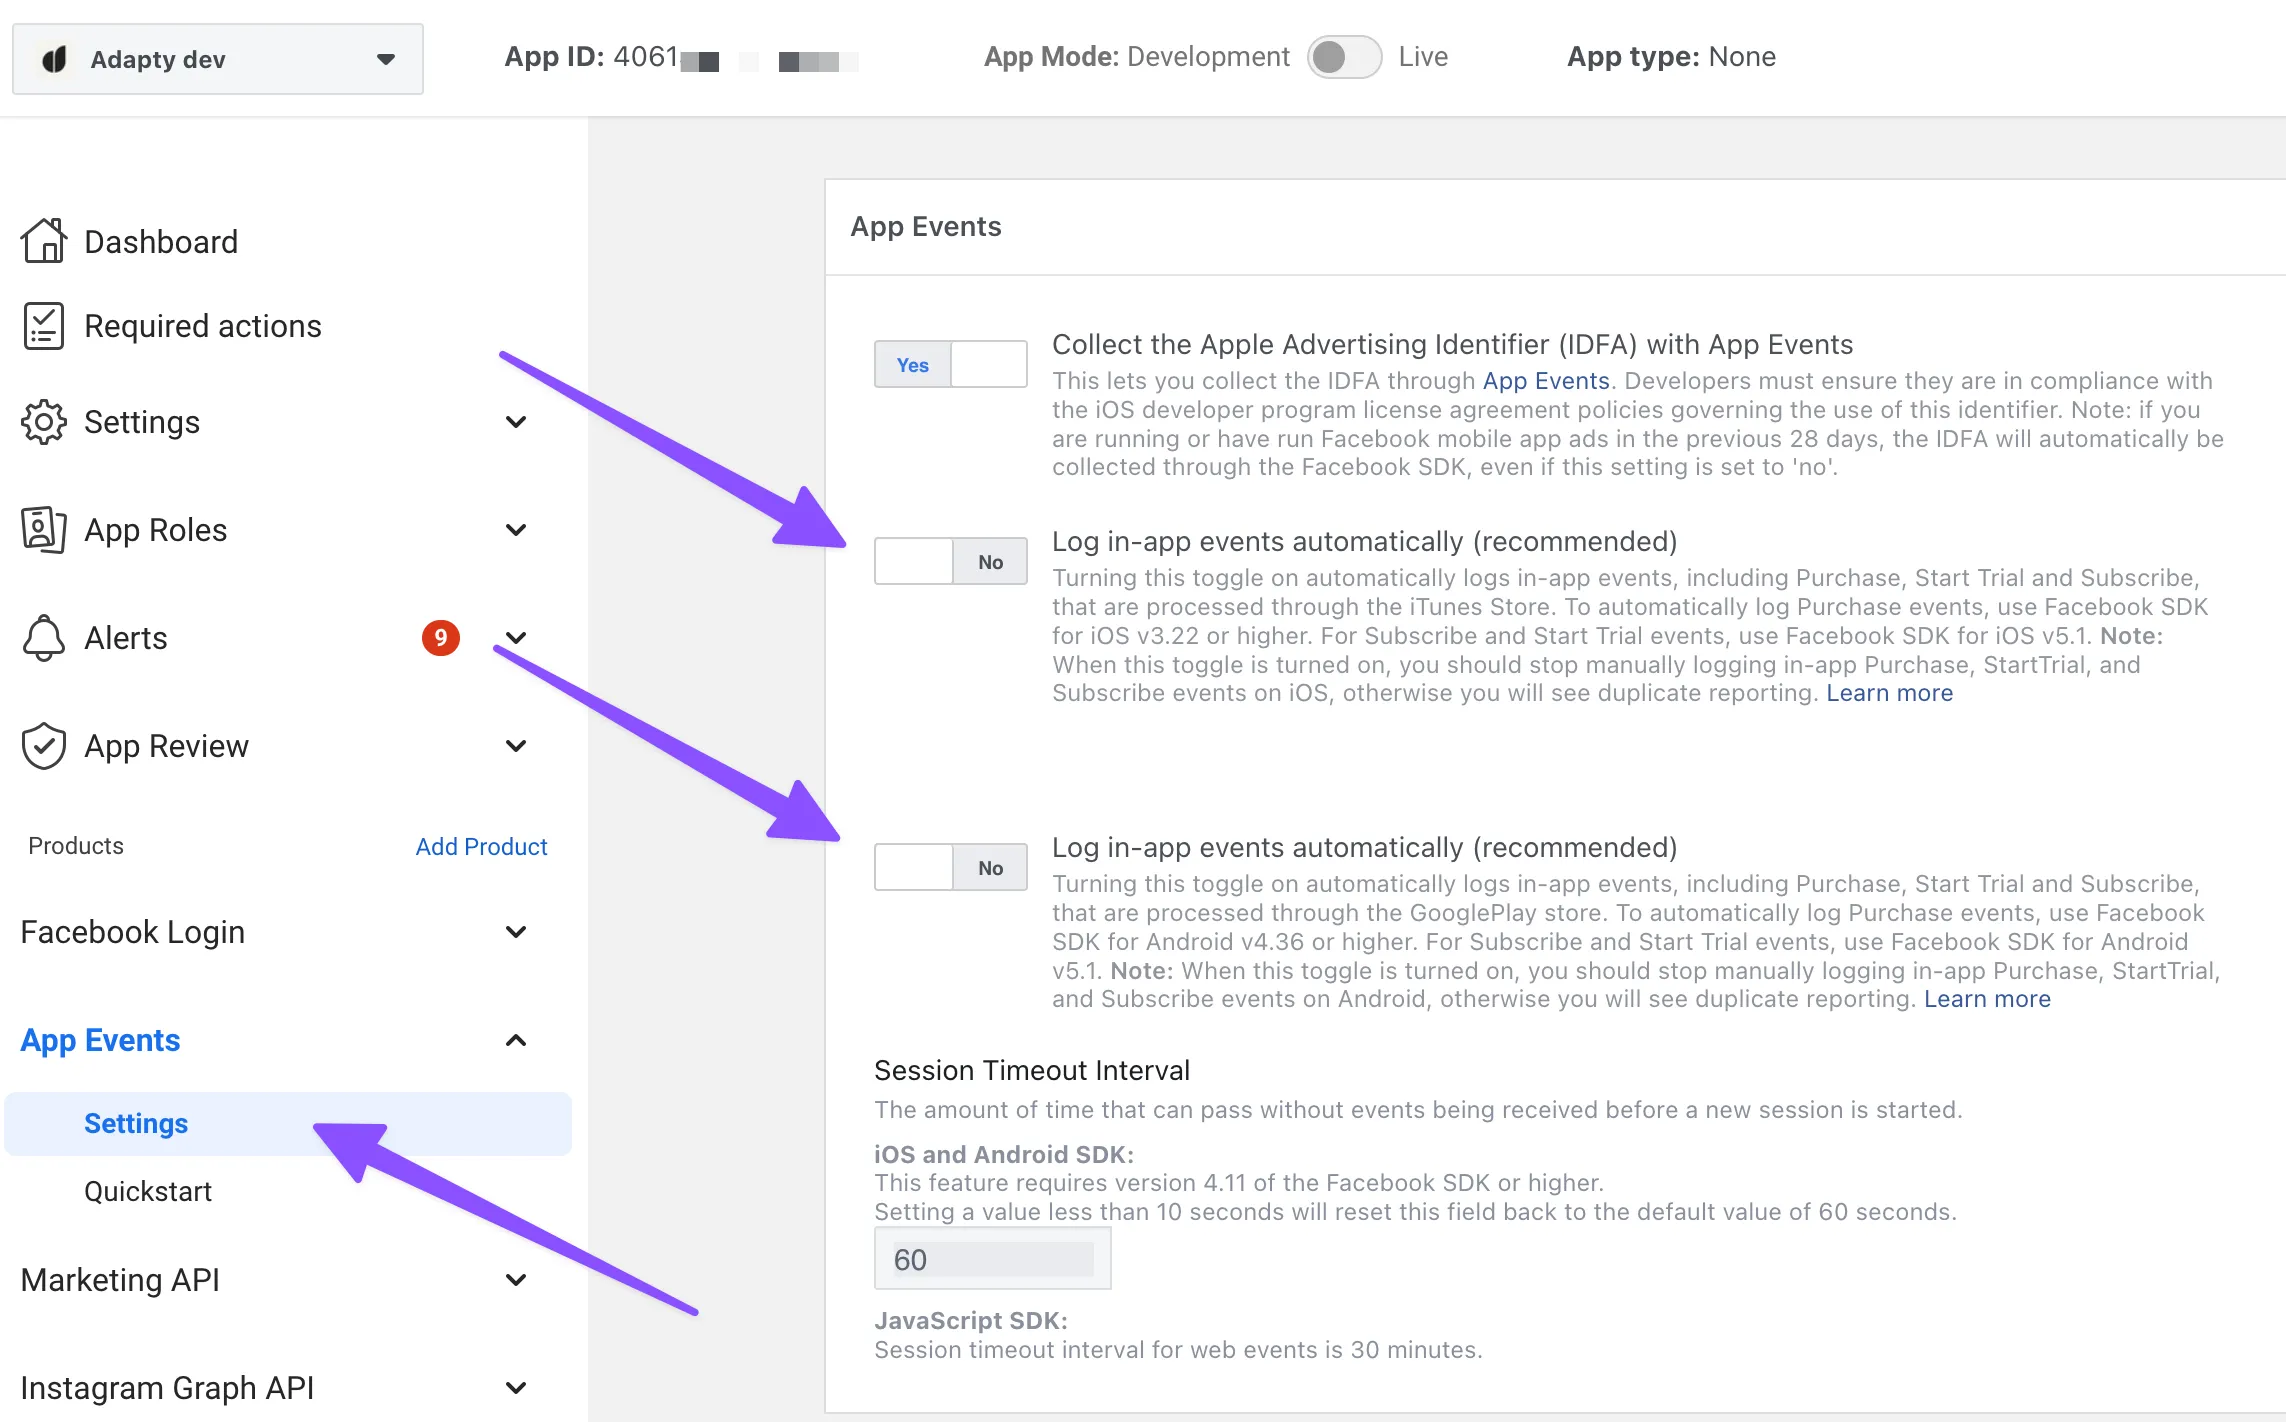 Adapty dev
App ID: 4061
App Mode: Development
Live
App type: None
Dashboard
Required actions
Settings
App Roles
Alerts
9
App Review
Products
Add Product
Facebook Login
App Events
Settings
Quickstart
Marketing API
Instagram Graph API
App Events
Yes
Collect the Apple Advertising Identifier (IDFA) with App Events
This lets you collect the IDFA through App Events. Developers must ensure they are in compliance with
the iOS developer program license agreement policies governing the use of this identifier. Note: if you
are running or have run Facebook mobile app ads in the previous 28 days, the IDFA will automatically be
collected through the Facebook SDK, even if this setting is set to 'no'.
No
Log in-app events automatically (recommended)
Turning this toggle on automatically logs in-app events, including Purchase, Start Trial and Subscribe,
that are processed through the iTunes Store. To automatically log Purchase events, use Facebook SDK
for iOS v3.22 or higher. For Subscribe and Start Trial events, use Facebook SDK for iOS v5.1. Note:
When this toggle is turned on, you should stop manually logging in-app Purchase, StartTrial, and
Subscribe events on iOS, otherwise you will see duplicate reporting. Learn more
No
Log in-app events automatically (recommended)
Turning this toggle on automatically logs in-app events, including Purchase, Start Trial and Subscribe,
that are processed through the GooglePlay store. To automatically log Purchase events, use Facebook
SDK for Android v4.36 or higher. For Subscribe and Start Trial events, use Facebook SDK for Android
v5.1. Note: When this toggle is turned on, you should stop manually logging in-app Purchase, StartTrial,
and Subscribe events on Android, otherwise you will see duplicate reporting. Learn more
Session Timeout Interval
The amount of time that can pass without events being received before a new session is started.
iOS and Android SDK:
This feature requires version 4.11 of the Facebook SDK or higher.
Setting a value less than 10 seconds will reset this field back to the default value of 60 seconds.
60
JavaScript SDK:
Session timeout interval for web events is 30 minutes.